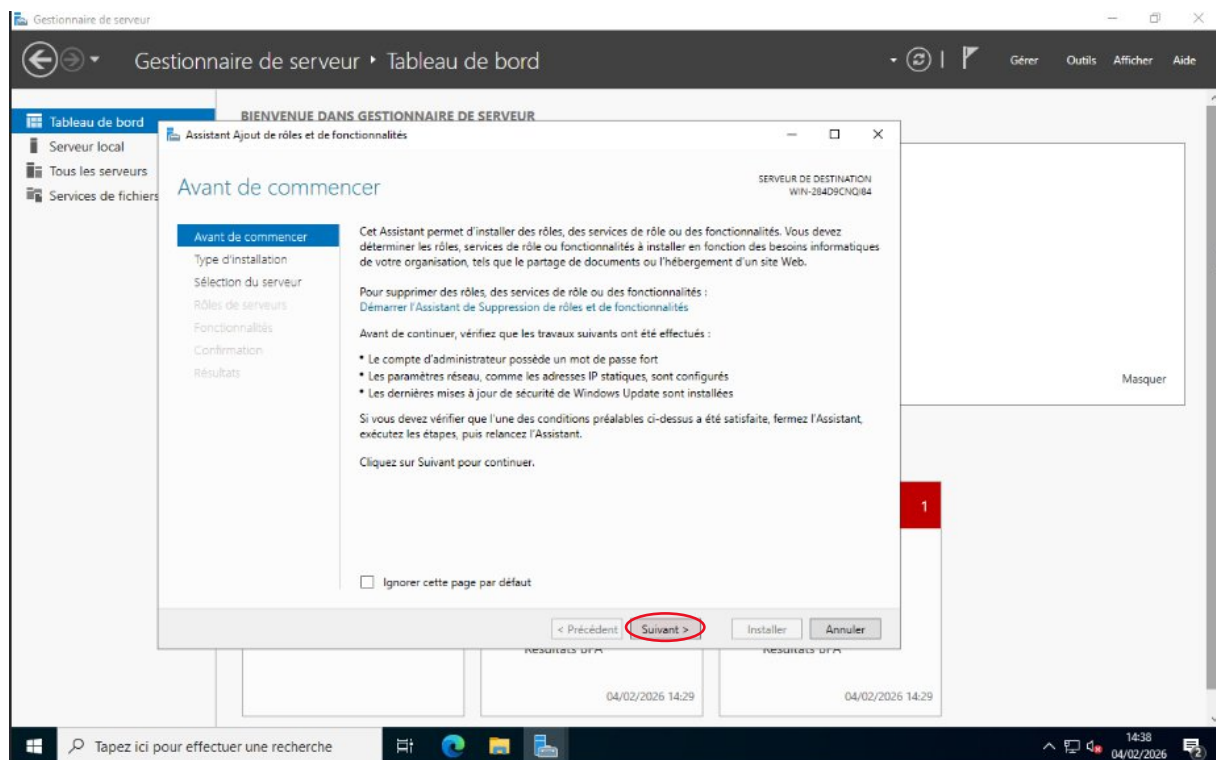 Gestionnaire de serveur
Gestionnaire de serveur ‣ Tableau de bord
Gérer Outils Afficher Aide
Tableau de bord
Serveur local
Tous les serveurs
Services de fichiers
BIENVENUE DANS GESTIONNAIRE DE SERVEUR
Assistant Ajout de rôles et de fonctionnalités
Avant de commencer
SERVEUR DE DESTINATION
WIN-284D9CNQI84
Avant de commencer
Type d'installation
Sélection du serveur
Rôles de serveurs
Fonctionnalités
Confirmation
Résultats
Cet Assistant permet d'installer des rôles, des services de rôle ou des fonctionnalités. Vous devez
déterminer les rôles, services de rôle ou fonctionnalités à installer en fonction des besoins informatiques
de votre organisation, tels que le partage de documents ou l'hébergement d'un site Web.
Pour supprimer des rôles, des services de rôle ou des fonctionnalités :
Démarrer l'Assistant de Suppression de rôles et de fonctionnalités
Avant de continuer, vérifiez que les travaux suivants ont été effectués :
• Le compte d'administrateur possède un mot de passe fort
• Les paramètres réseau, comme les adresses IP statiques, sont configurés
• Les dernières mises à jour de sécurité de Windows Update sont installées
Si vous devez vérifier que l'une des conditions préalables ci-dessus a été satisfaite, fermez l'Assistant,
exécutez les étapes, puis relancez l'Assistant.
Cliquez sur Suivant pour continuer.
Ignorer cette page par défaut
< Précédent Suivant > Installer Annuler
Masquer
1
Résultats BPA Résultats BPA
04/02/2026 14:29 04/02/2026 14:29
Tapez ici pour effectuer une recherche
14:38
04/02/2026
2